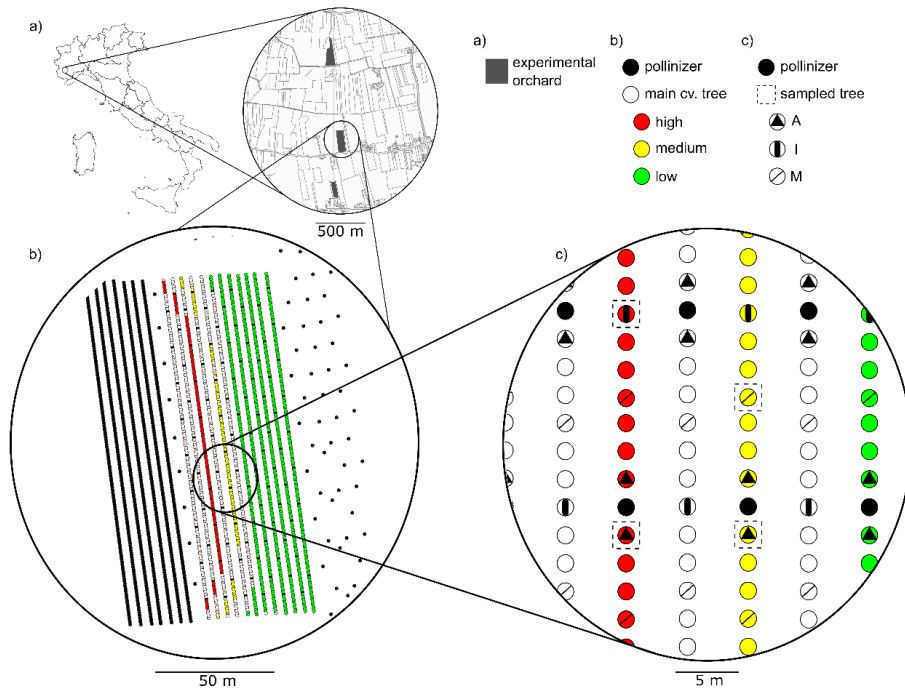 a)
500 m
a)
experimental
orchard
b)
pollinizer
main cv. tree
high
medium
low
c)
pollinizer
sampled tree
A
I
M
b)
50 m
c)
5 m